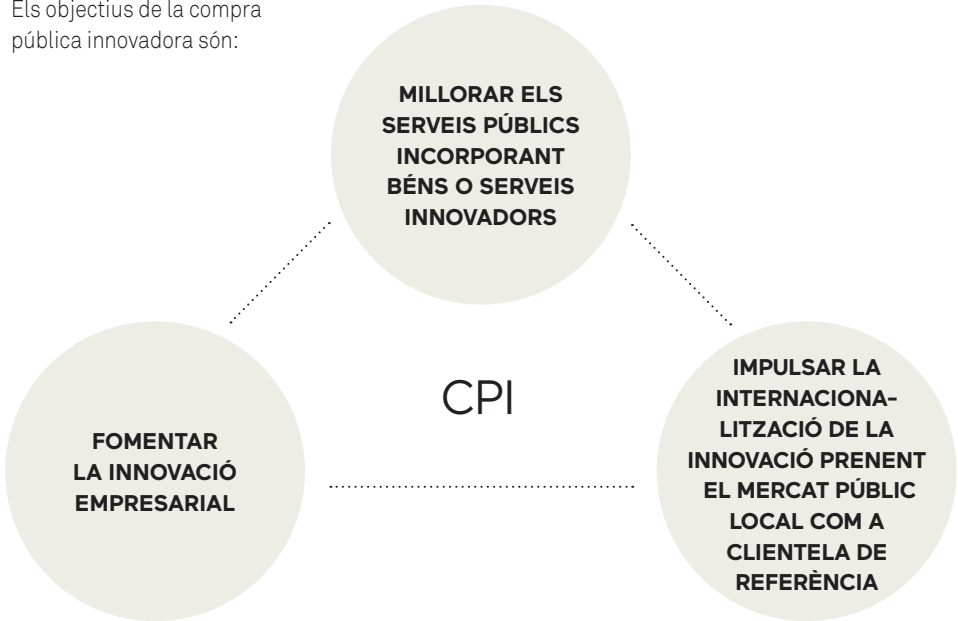 Els objectius de la compra
pública innovadora són:
MILLORAR ELS
SERVEIS PÚBLICS
INCORPORANT
BÉNS O SERVEIS
INNOVADORS
CPI
FOMENTAR
LA INNOVACIÓ
EMPRESARIAL
IMPULSAR LA
INTERNACIONA-
LITZACIÓ DE LA
INNOVACIÓ PRENENT
EL MERCAT PÚBLIC
LOCAL COM A
CLIENTELA DE
REFERÈNCIA